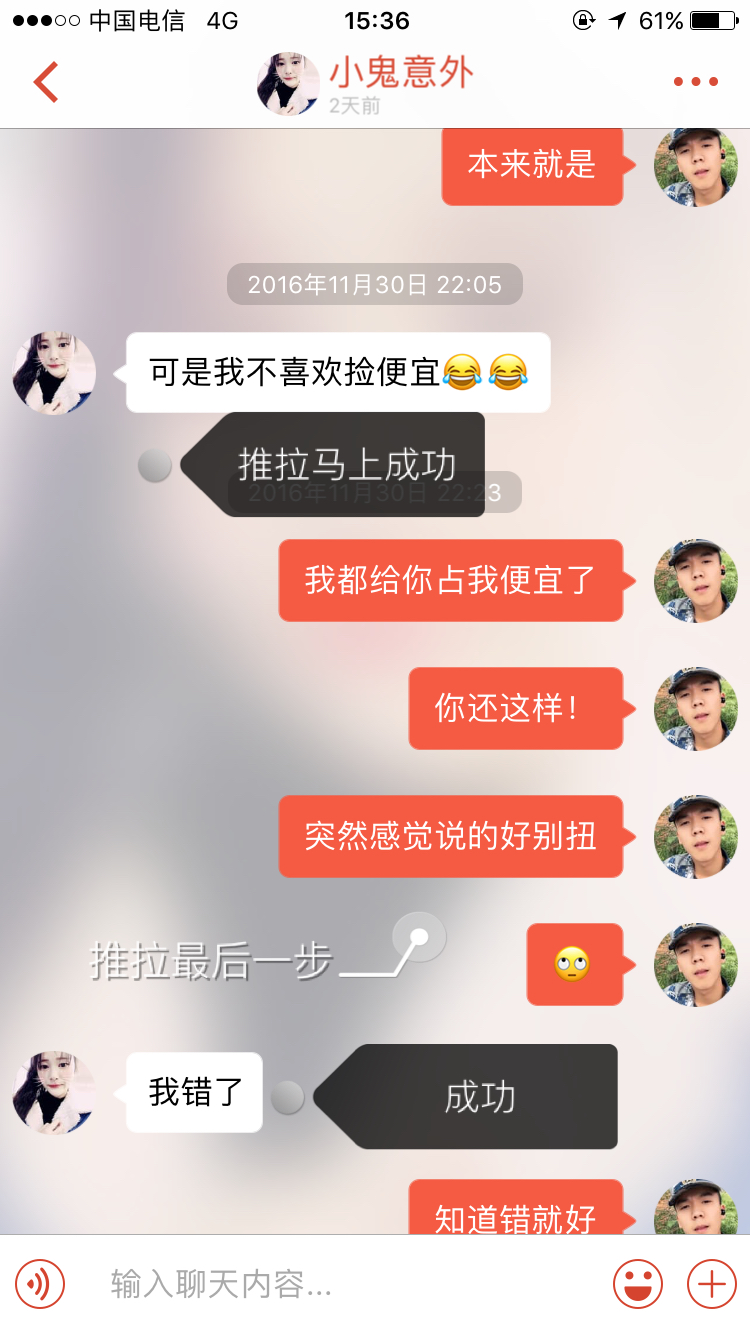 中国电信 4G 15:36 61%
小鬼意外
2天前
本来就是
2016年11月30日 22:05
可是我不喜欢捡便宜😂😂
推拉马上成功
2016年11月30日 22:23
我都给你占我便宜了
你还这样！
突然感觉说的好别扭
推拉最后一步
🙄
我错了
成功
知道错就好
输入聊天内容...